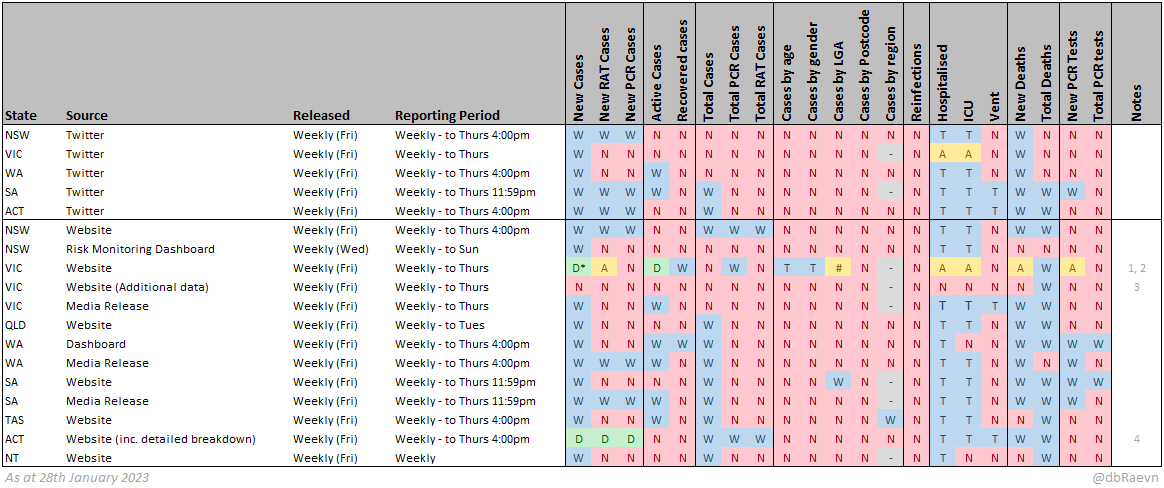 State Source Released Reporting Period New Cases New RAT Cases New PCR Cases Active Cases Recovered cases Total Cases Total PCR Cases Total RAT Cases Cases by age Cases by gender Cases by LGA Cases by Postcode Cases by region Reinfections Hospitalised ICU Vent New Deaths Total Deaths New PCR Tests Total PCR tests Notes
NSW Twitter Weekly (Fri) Weekly - to Thurs 4:00pm W W W N N N N N N N N N N N T T N W N N N
VIC Twitter Weekly (Fri) Weekly - to Thurs W N N N N N N N N N N N - N A A N W N N N
WA Twitter Weekly (Fri) Weekly - to Thurs 4:00pm W N N W N N N N N N N N N N T T N W N N N
SA Twitter Weekly (Fri) Weekly - to Thurs 11:59pm W W W W N W N N N N N N - N T T T W W W N
ACT Twitter Weekly (Fri) Weekly - to Thurs 4:00pm W W W N N W N N N N N N N N T T T W W N N
NSW Website Weekly (Fri) Weekly - to Thurs 4:00pm W W W N N W W W N N N N N N T T N W W N N
NSW Risk Monitoring Dashboard Weekly (Wed) Weekly - to Sun W N N N N N N N N N N N N N T T N N N N N
VIC Website Weekly (Fri) Weekly - to Thurs D* A N D W N W N T T # N - N A A N A W A N 1, 2
VIC Website (Additional data) Weekly (Fri) Weekly - to Thurs N N N N N N N N N N N N - N N N N N W N N 3
VIC Media Release Weekly (Fri) Weekly - to Thurs W N N W N N N N N N N N - N T T T W W N N
QLD Website Weekly (Fri) Weekly - to Tues W N N N N W N N N N N N N N T T N W W N N
WA Dashboard Weekly (Fri) Weekly - to Thurs 4:00pm W N N W W W N N N N N N N N T N N W W W W
WA Media Release Weekly (Fri) Weekly - to Thurs 4:00pm W W W W N W N N N N N N N N T T N W N N W
SA Website Weekly (Fri) Weekly - to Thurs 11:59pm W N N N N W N N N N W N - N T T N W W W W
SA Media Release Weekly (Fri) Weekly - to Thurs 11:59pm W W W W N W N N N N N N - N T T N W W W N
TAS Website Weekly (Fri) Weekly - to Thurs 4:00pm W N N W N W N N N N N N W N T T N N W N N
ACT Website (inc. detailed breakdown) Weekly (Fri) Weekly - to Thurs 4:00pm D D D N N W W W N N N N N N T T T W W N N 4
NT Website Weekly (Fri) Weekly W N N N N W N N N N N N - N T N N N W N N
As at 28th January 2023 @dbRaevn